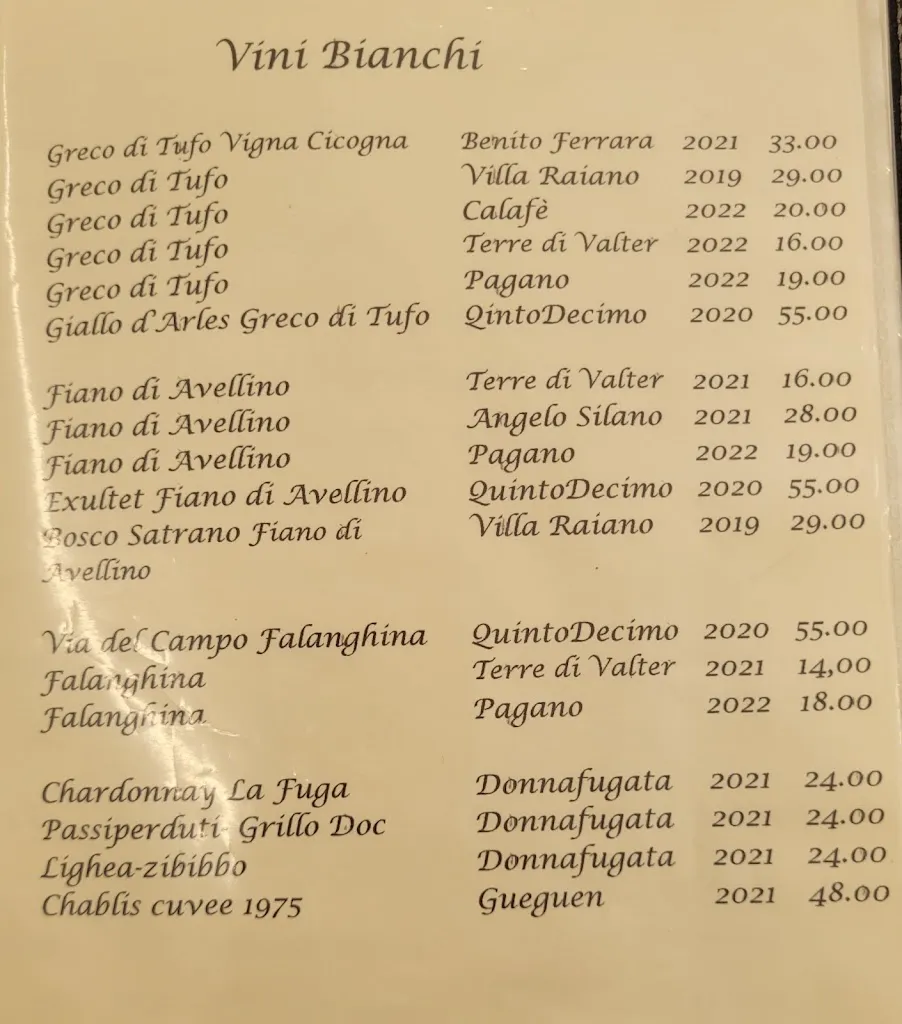 Vini Bianchi
Greco di Tufo Vigna Cicogna Benito Ferrara 2021 33.00
Greco di Tufo Villa Raiano 2019 29.00
Greco di Tufo Calafè 2022 20.00
Greco di Tufo Terre di Valter 2022 16.00
Greco di Tufo Pagano 2022 19.00
Giallo d'Arles Greco di Tufo QintoDecimo 2020 55.00
Fiano di Avellino Terre di Valter 2021 16.00
Fiano di Avellino Angelo Silano 2021 28.00
Fiano di Avellino Pagano 2022 19.00
Exultet Fiano di Avellino QuintoDecimo 2020 55.00
Bosco Satrano Fiano di Villa Raiano 2019 29.00
Avellino
Via del Campo Falanghina QuintoDecimo 2020 55.00
Falanghina Terre di Valter 2021 14,00
Falanghina Pagano 2022 18.00
Chardonnay La Fuga Donnafugata 2021 24.00
Passiperduti- Grillo Doc Donnafugata 2021 24.00
Lighea-zibibbo Donnafugata 2021 24.00
Chablis cuvee 1975 Gueguen 2021 48.00